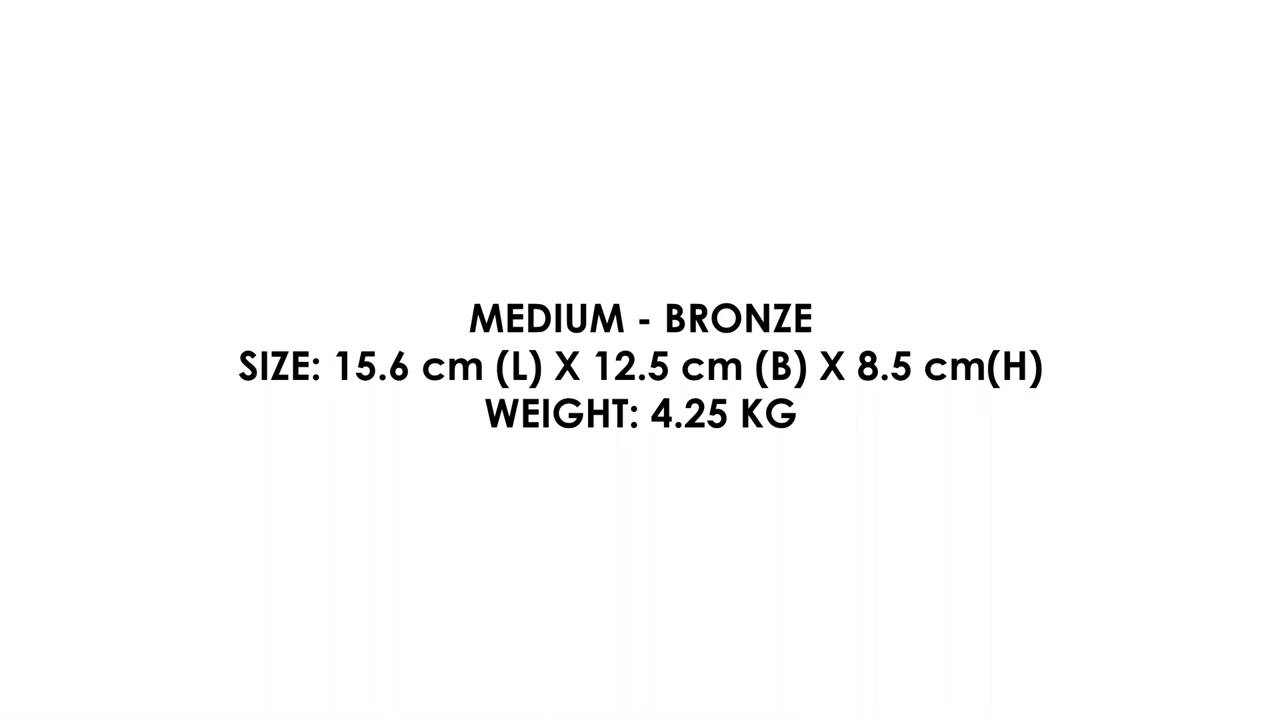 MEDIUM - BRONZE
SIZE: 15.6 cm (L) X 12.5 cm (B) X 8.5 cm(H)
WEIGHT: 4.25 KG